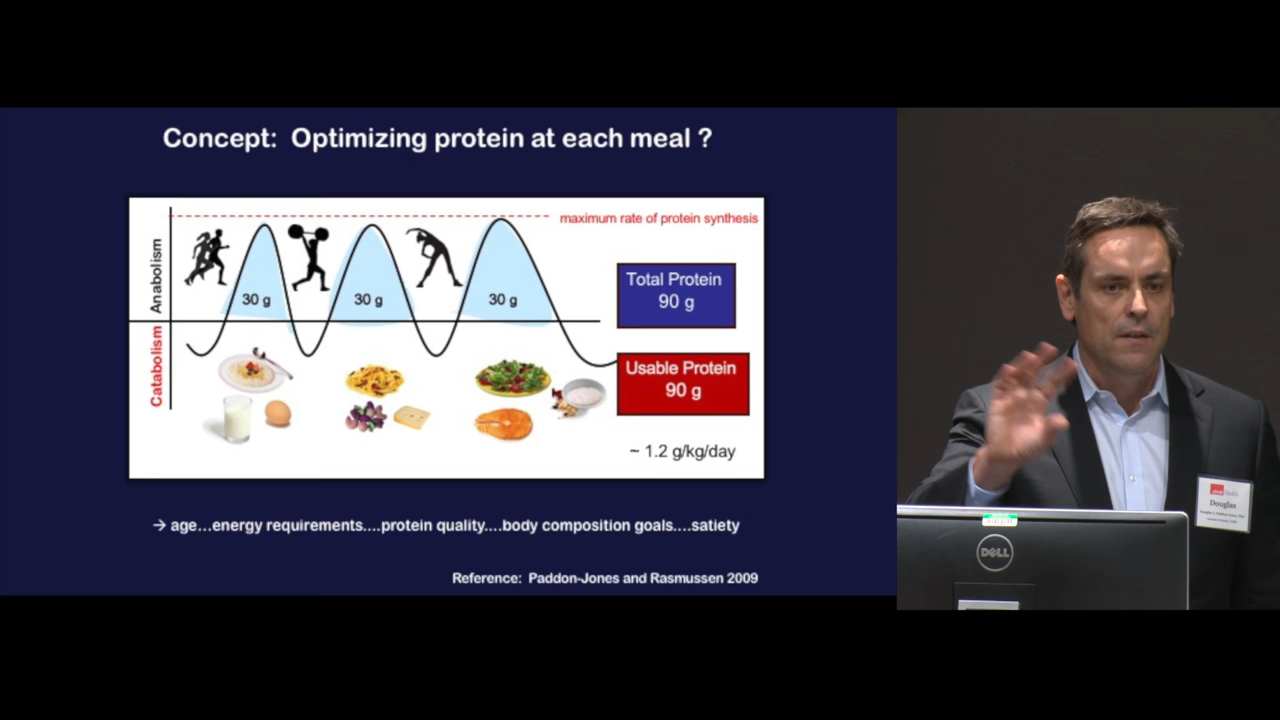 Concept:  Optimizing protein at each meal ?
Anabolism
Catabolism
maximum rate of protein synthesis
30 g
30 g
30 g
Total Protein
90 g
Usable Protein
90 g
~ 1.2 g/kg/day
→ age...energy requirements....protein quality....body composition goals....satiety
Reference:  Paddon-Jones and Rasmussen 2009
Health
Douglas
DELL